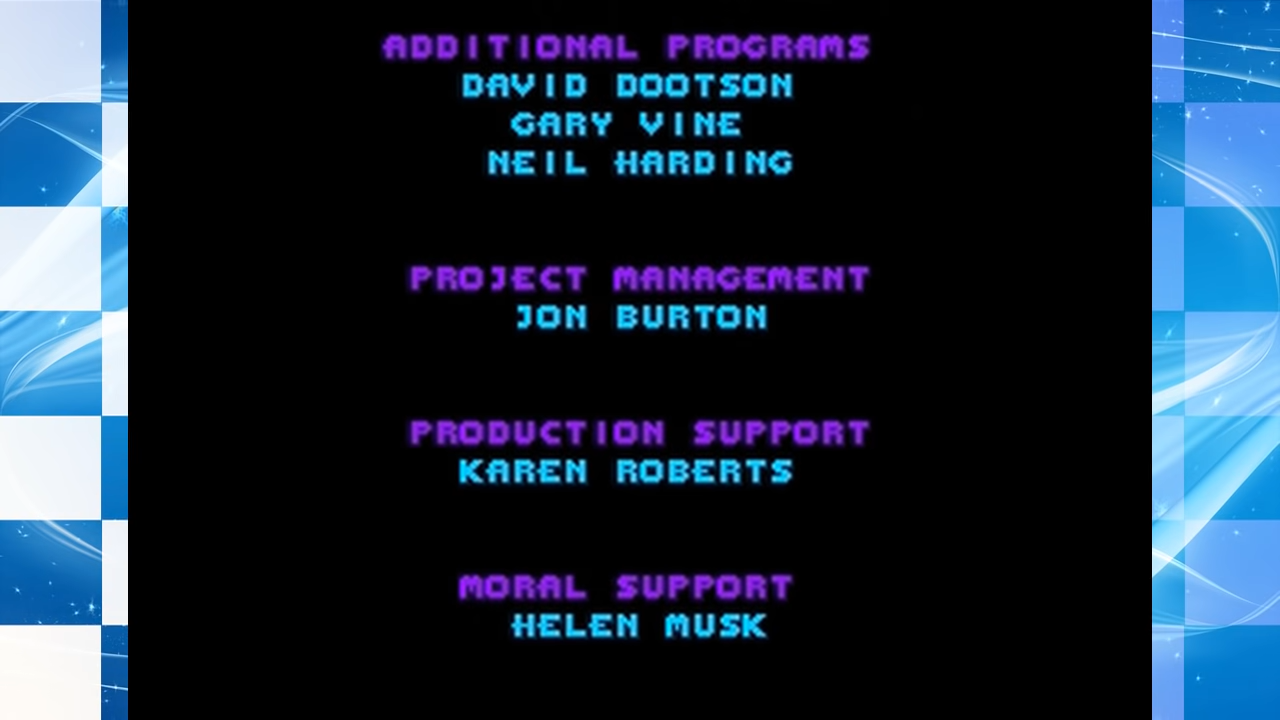 ADDITIONAL PROGRAMS
DAVID DOOTSON
GARY VINE
NEIL HARDING
PROJECT MANAGEMENT
JON BURTON
PRODUCTION SUPPORT
KAREN ROBERTS
MORAL SUPPORT
HELEN MUSK